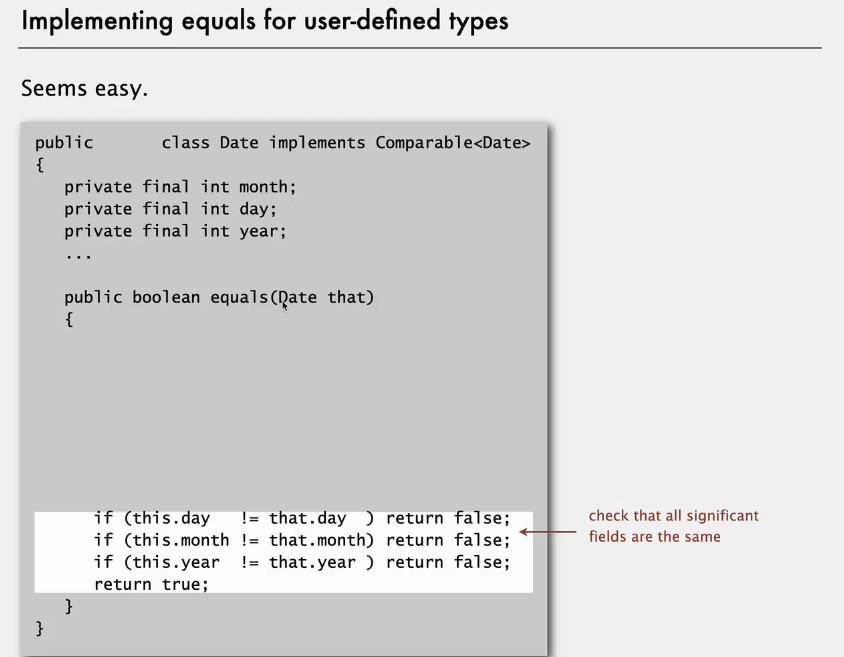 Implementing equals for user-defined types
Seems easy.
public       class Date implements Comparable<Date>
{
   private final int month;
   private final int day;
   private final int year;
   ...
   public boolean equals(Date that)
   {
      if (this.day   != that.day  ) return false;
      if (this.month != that.month) return false;
      if (this.year  != that.year ) return false;
      return true;
   }
}
check that all significant
fields are the same